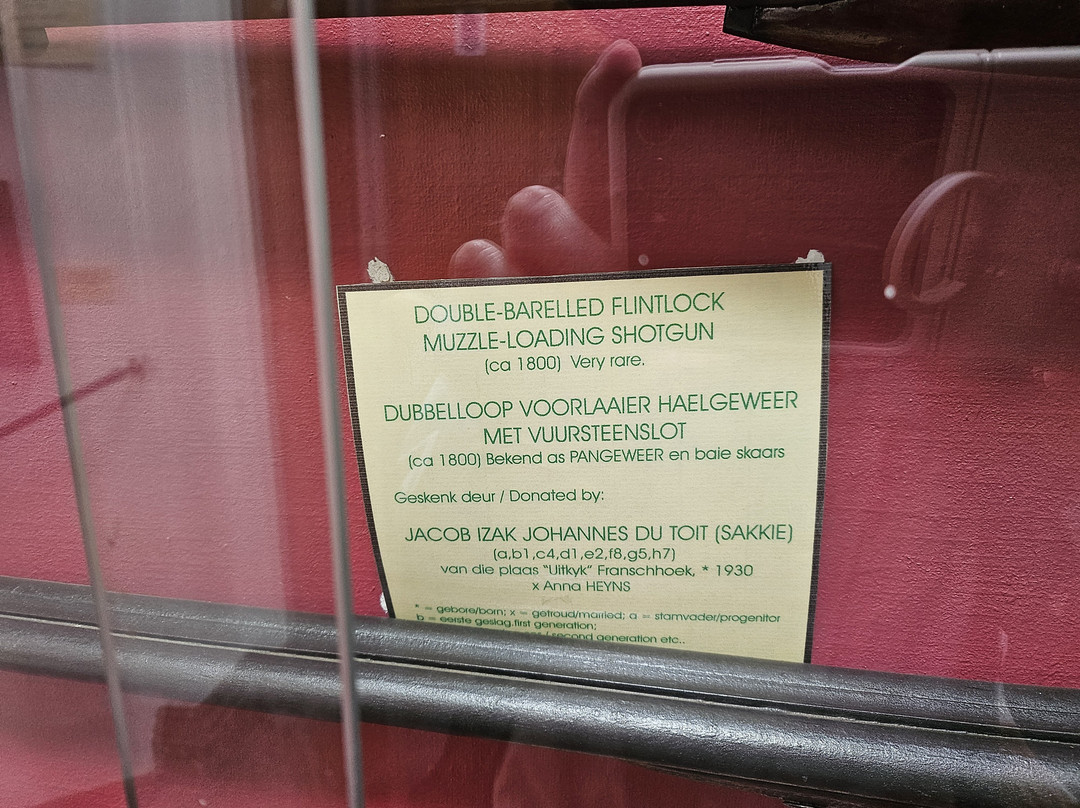 DOUBLE-BARELLED FLINTLOCK
MUZZLE-LOADING SHOTGUN
(ca 1800) Very rare.
DUBBELLOOP VOORLAAIER HAELGEWEER
MET VUURSTEENSLOT
(ca 1800) Bekend as PANGEWEER en baie skaars
Geskenk deur / Donated by:
JACOB IZAK JOHANNES DU TOIT (SAKKIE)
(a,b1,c4,d1,e2,f8,g5,h7)
van die plaas "Uitkyk" Franschhoek, * 1930
x Anna HEYNS
* = gebore/born; x = getroud/married; a = stamvader/progenitor
b = eerste geslag.first generation;
/ second generation etc..